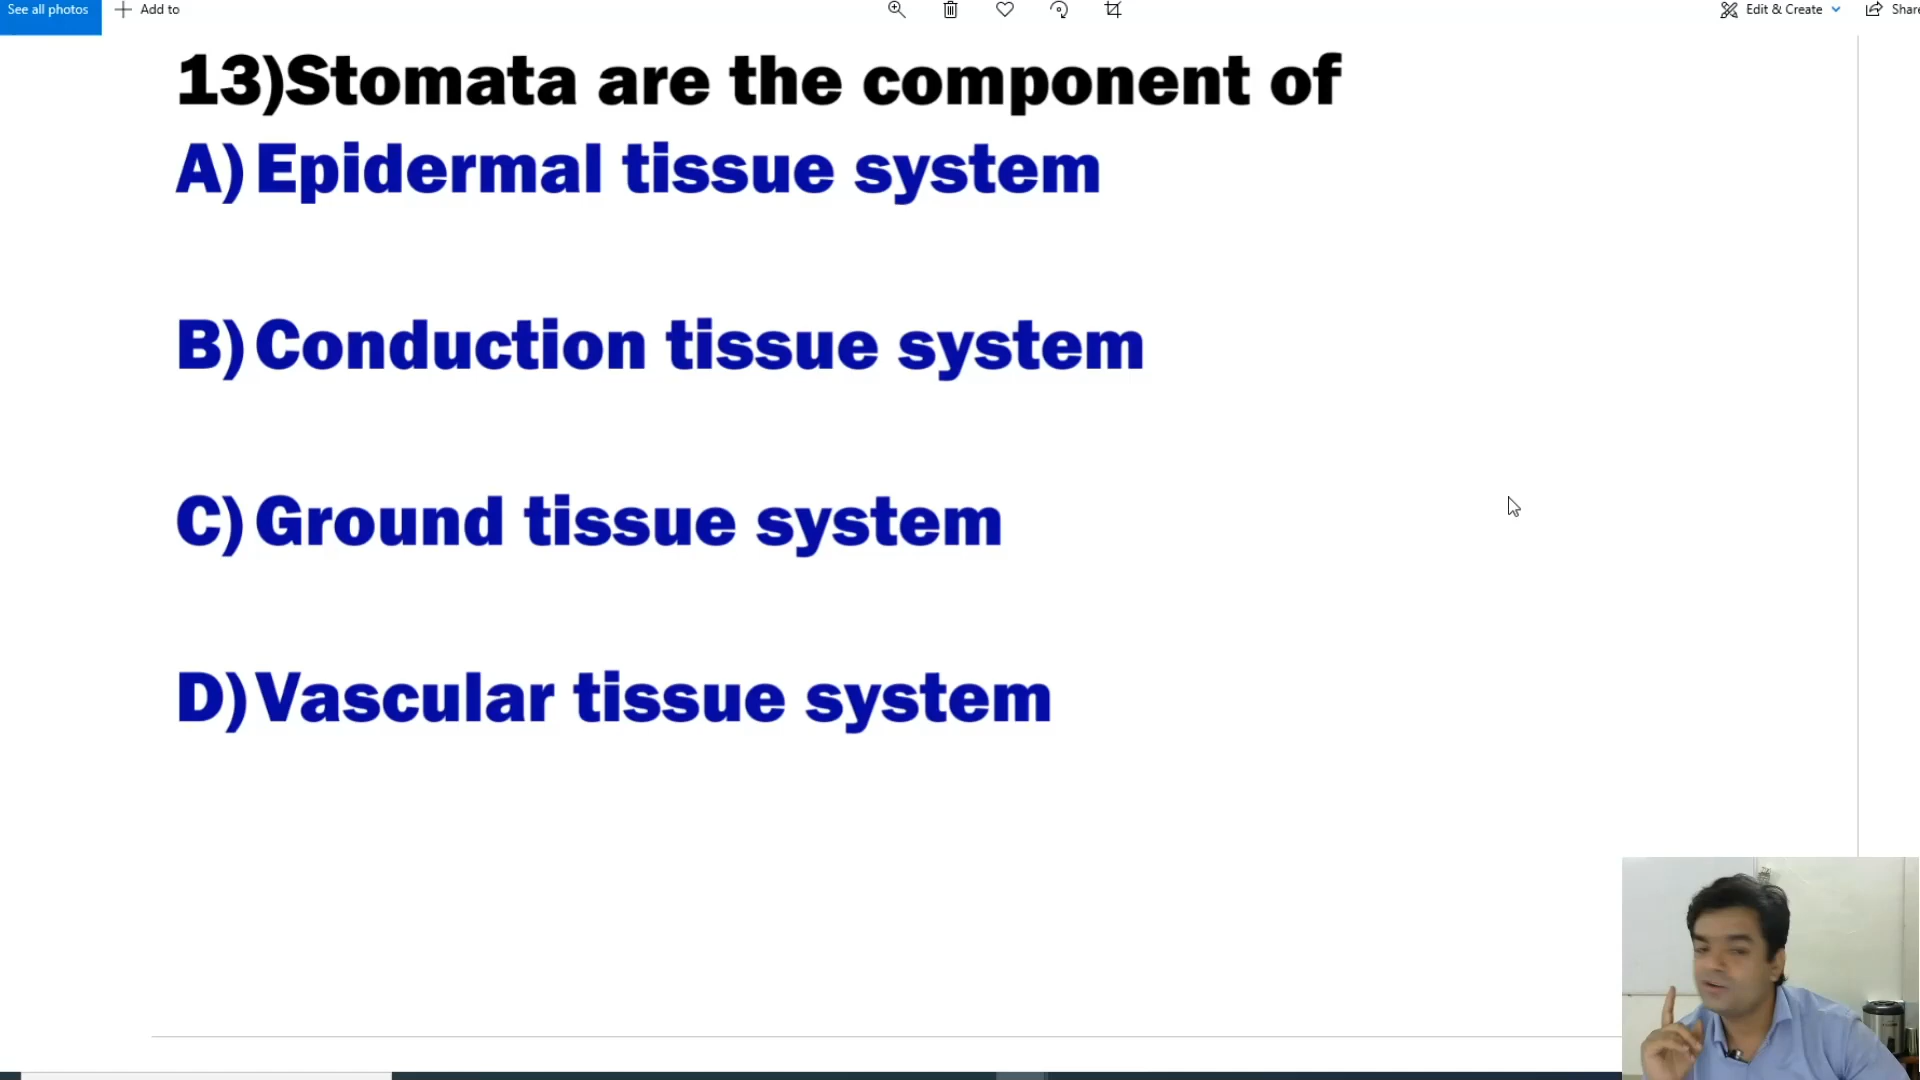 See all photos Add to Edit & Create Share
13)Stomata are the component of
A) Epidermal tissue system
B) Conduction tissue system
C) Ground tissue system
D) Vascular tissue system